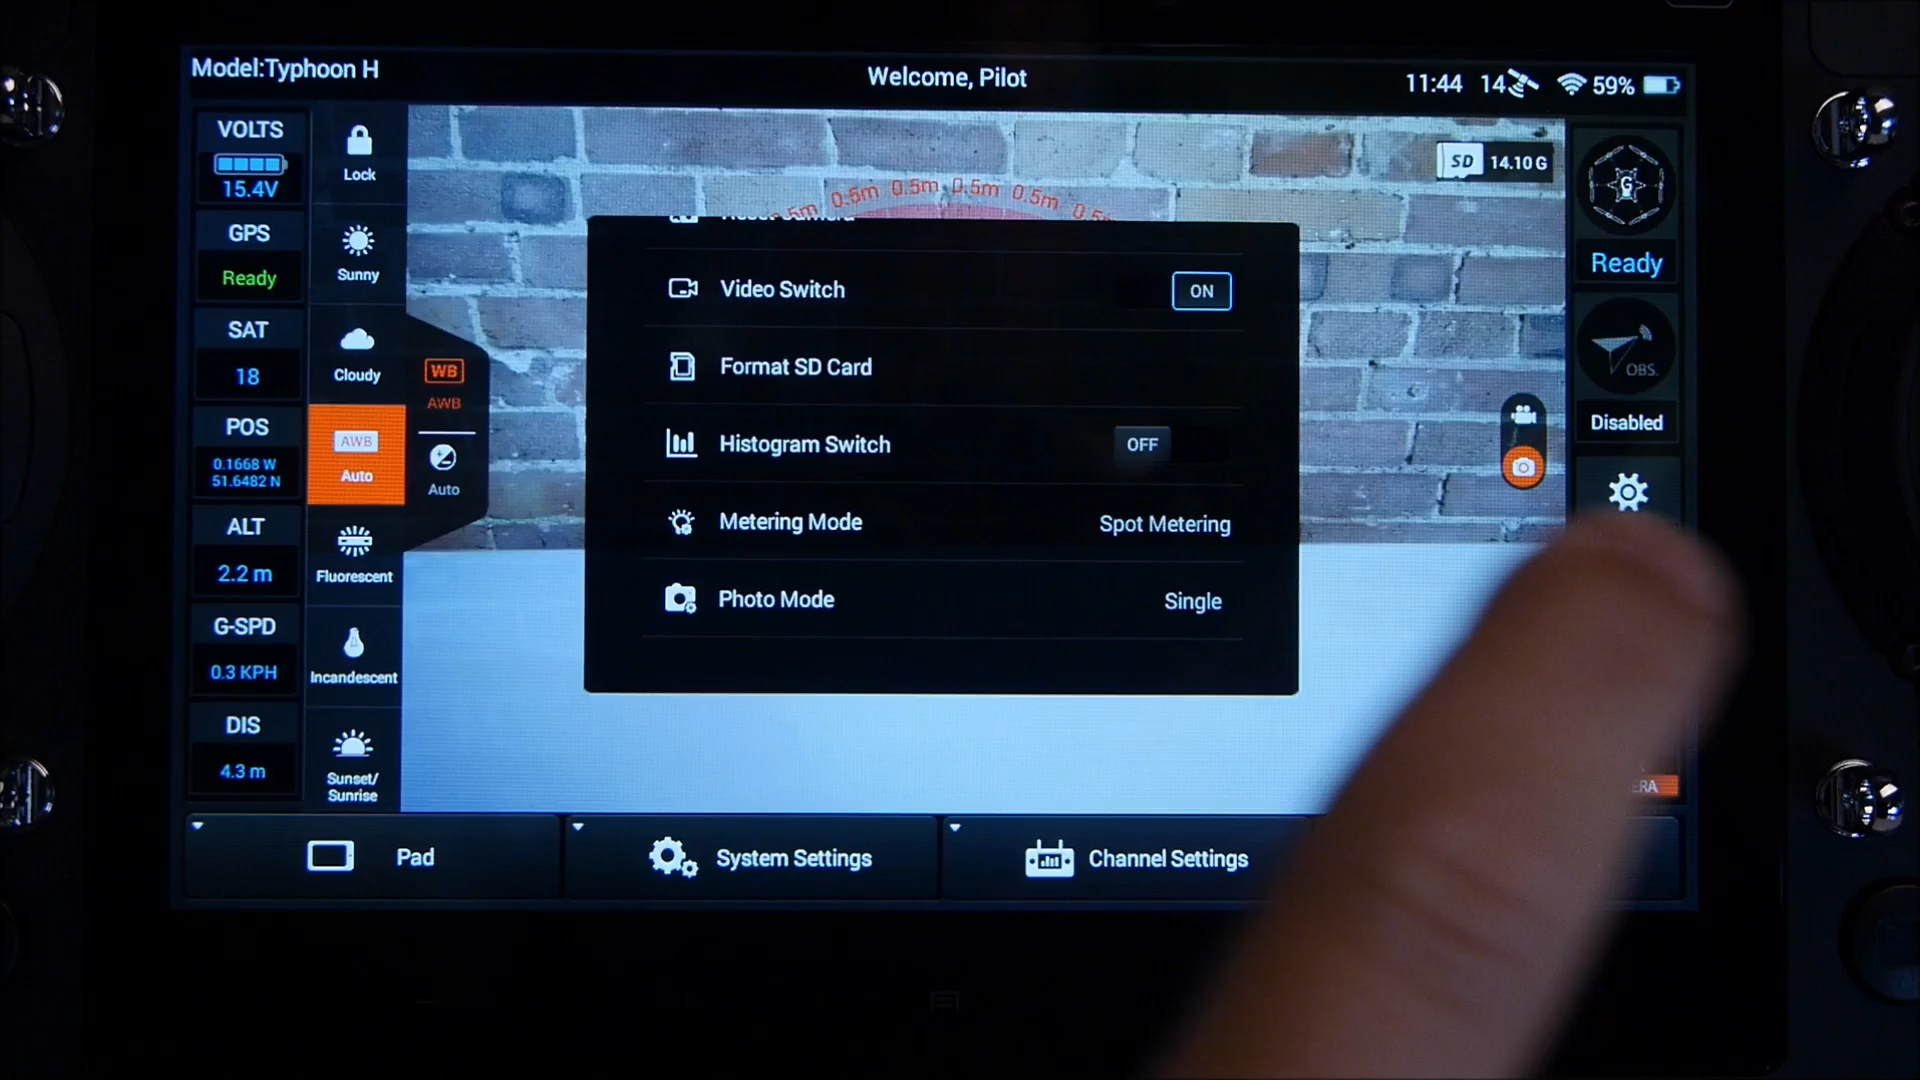 Model:Typhoon H
Welcome, Pilot
11:44 14 59%
VOLTS
15.4V
GPS
Ready
SAT
18
POS
0.1668 W
51.6482 N
ALT
2.2 m
G-SPD
0.3 KPH
DIS
4.3 m
Lock
Sunny
Cloudy
AWB
Auto
Fluorescent
Incandescent
Sunset/
Sunrise
WB
AWB
Auto
0.5m 0.5m 0.5m 0.5m
SD 14.10 G
Reset Camera
Video Switch ON
Format SD Card
Histogram Switch OFF
Metering Mode Spot Metering
Photo Mode Single
G
Ready
OBS.
Disabled
Pad
System Settings
Channel Settings